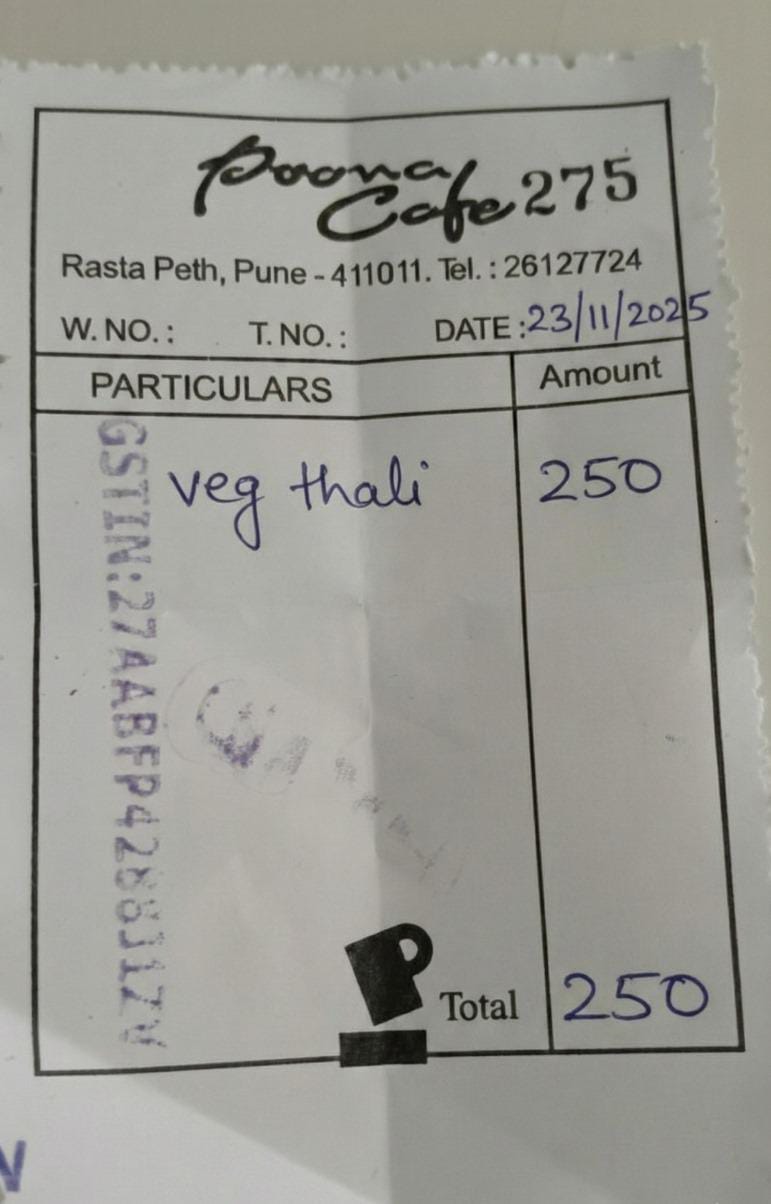 Poona
Cafe 275
Rasta Peth, Pune - 411011. Tel. : 26127724
W. NO. : T. NO. : DATE : 23/11/2025
PARTICULARS Amount
veg thali 250
Total 250